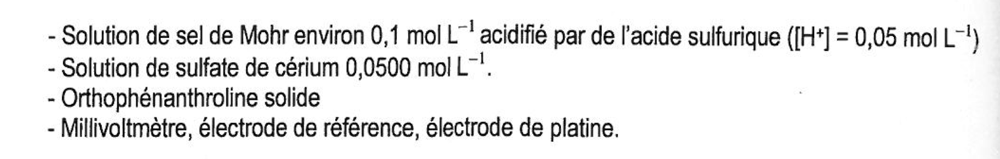 - Solution de sel de Mohr environ 0,1 mol L⁻¹ acidifié par de l'acide sulfurique ([H⁺] = 0,05 mol L⁻¹)
- Solution de sulfate de cérium 0,0500 mol L⁻¹.
- Orthophénanthroline solide
- Millivoltmètre, électrode de référence, électrode de platine.